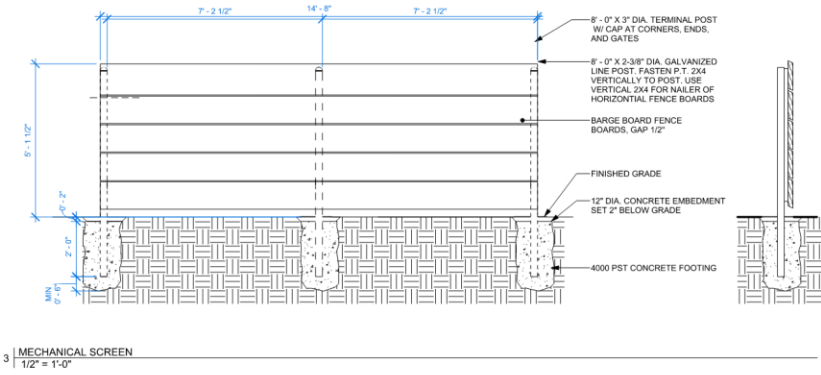 7' - 2 1/2"
14' - 8"
7' - 2 1/2"
8' - 0" X 3" DIA. TERMINAL POST
W/ CAP AT CORNERS, ENDS,
AND GATES
8' - 0" X 2-3/8" DIA. GALVANIZED
LINE POST. FASTEN P.T. 2X4
VERTICALLY TO POST. USE
VERTICAL 2X4 FOR NAILER OF
HORIZONTIAL FENCE BOARDS
5' - 1 1/2"
BARGE BOARD FENCE
BOARDS, GAP 1/2"
FINISHED GRADE
-0' - 2"
12" DIA. CONCRETE EMBEDMENT
SET 2" BELOW GRADE
2' - 0"
4000 PST CONCRETE FOOTING
MIN
0' - 6"
3 MECHANICAL SCREEN
1/2" = 1'-0"